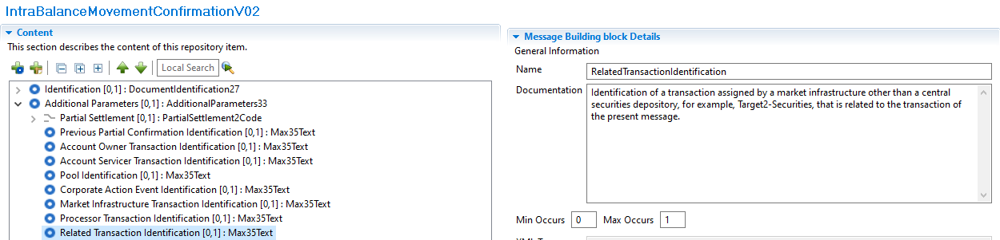 IntraBalanceMovementConfirmationV02
Content
This section describes the content of this repository item.
Local Search
Identification [0,1] : DocumentIdentification27
Additional Parameters [0,1] : AdditionalParameters33
Partial Settlement [0,1] : PartialSettlement2Code
Previous Partial Confirmation Identification [0,1] : Max35Text
Account Owner Transaction Identification [0,1] : Max35Text
Account Servicer Transaction Identification [0,1] : Max35Text
Pool Identification [0,1] : Max35Text
Corporate Action Event Identification [0,1] : Max35Text
Market Infrastructure Transaction Identification [0,1] : Max35Text
Processor Transaction Identification [0,1] : Max35Text
Related Transaction Identification [0,1] : Max35Text
Message Building block Details
General Information
Name RelatedTransactionIdentification
Documentation Identification of a transaction assigned by a market infrastructure other than a central
securities depository, for example, Target2-Securities, that is related to the transaction of
the present message.
Min Occurs 0 Max Occurs 1